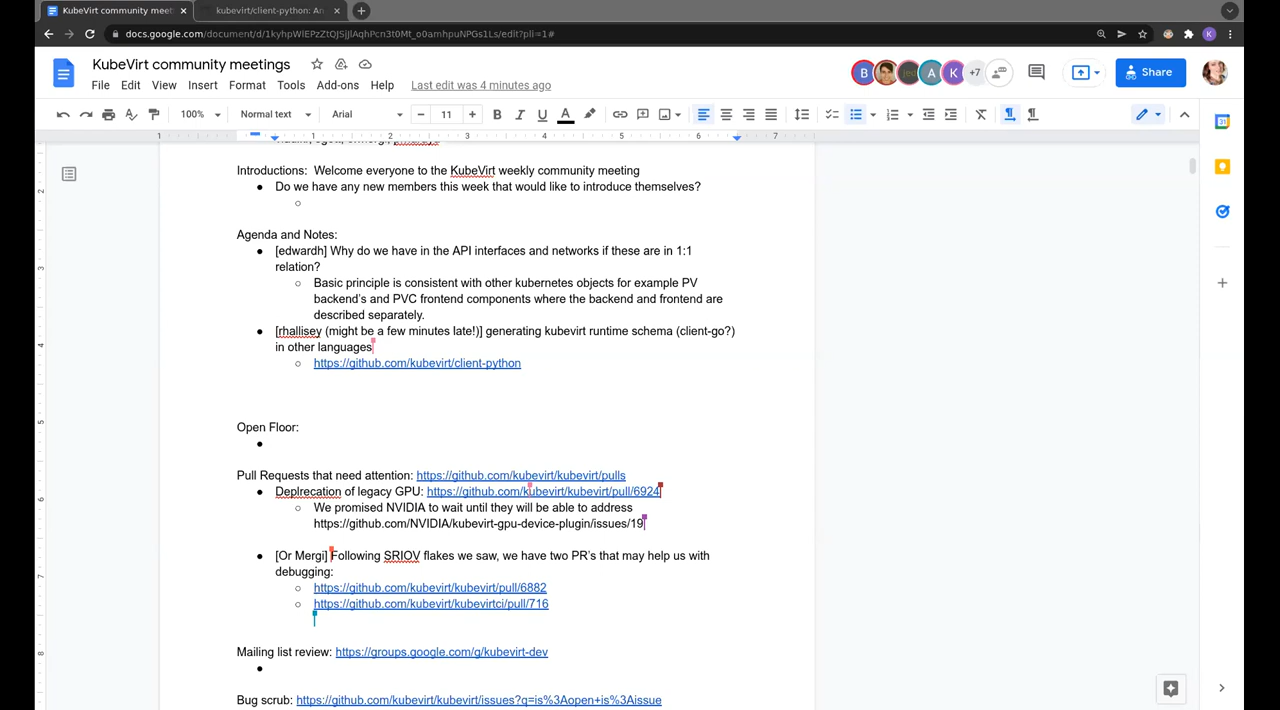 KubeVirt community meeti
kubevirt/client-python: An
docs.google.com/document/d/1kyhpWlEPzZtQJSjJlAqhPcn3t0Mt_o0amhpuNPGs1Ls/edit?pli=1#
K
KubeVirt community meetings
File Edit View Insert Format Tools Add-ons Help Last edit was 4 minutes ago
B A K +7 Share
100% Normal text Arial 11 B I U A
1 1 2 3 4 5 6 7
Introductions: Welcome everyone to the KubeVirt weekly community meeting
Do we have any new members this week that would like to introduce themselves?
Agenda and Notes:
[edwardh] Why do we have in the API interfaces and networks if these are in 1:1
relation?
Basic principle is consistent with other kubernetes objects for example PV
backend's and PVC frontend components where the backend and frontend are
described separately.
[rhallisey (might be a few minutes late!)] generating kubevirt runtime schema (client-go?)
in other languages
https://github.com/kubevirt/client-python
Open Floor:
Pull Requests that need attention: https://github.com/kubevirt/kubevirt/pulls
Deplrecation of legacy GPU: https://github.com/kubevirt/kubevirt/pull/6924
We promised NVIDIA to wait until they will be able to address
https://github.com/NVIDIA/kubevirt-gpu-device-plugin/issues/19
[Or Mergi] Following SRIOV flakes we saw, we have two PR's that may help us with
debugging:
https://github.com/kubevirt/kubevirt/pull/6882
https://github.com/kubevirt/kubevirtci/pull/716
Mailing list review: https://groups.google.com/g/kubevirt-dev
Bug scrub: https://github.com/kubevirt/kubevirt/issues?q=is%3Aopen+is%3Aissue